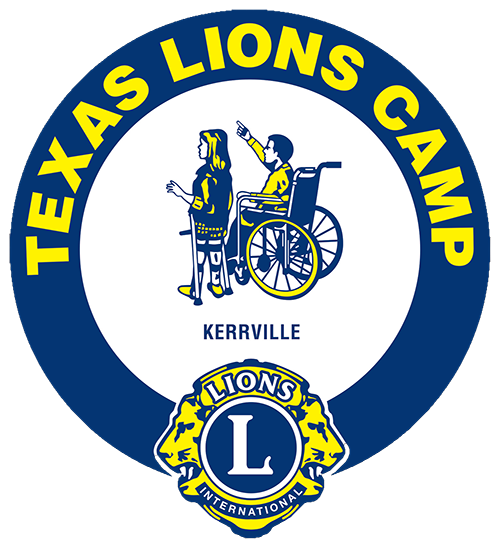 TEXAS LIONS CAMP
KERRVILLE
LIONS
L
INTERNATIONAL